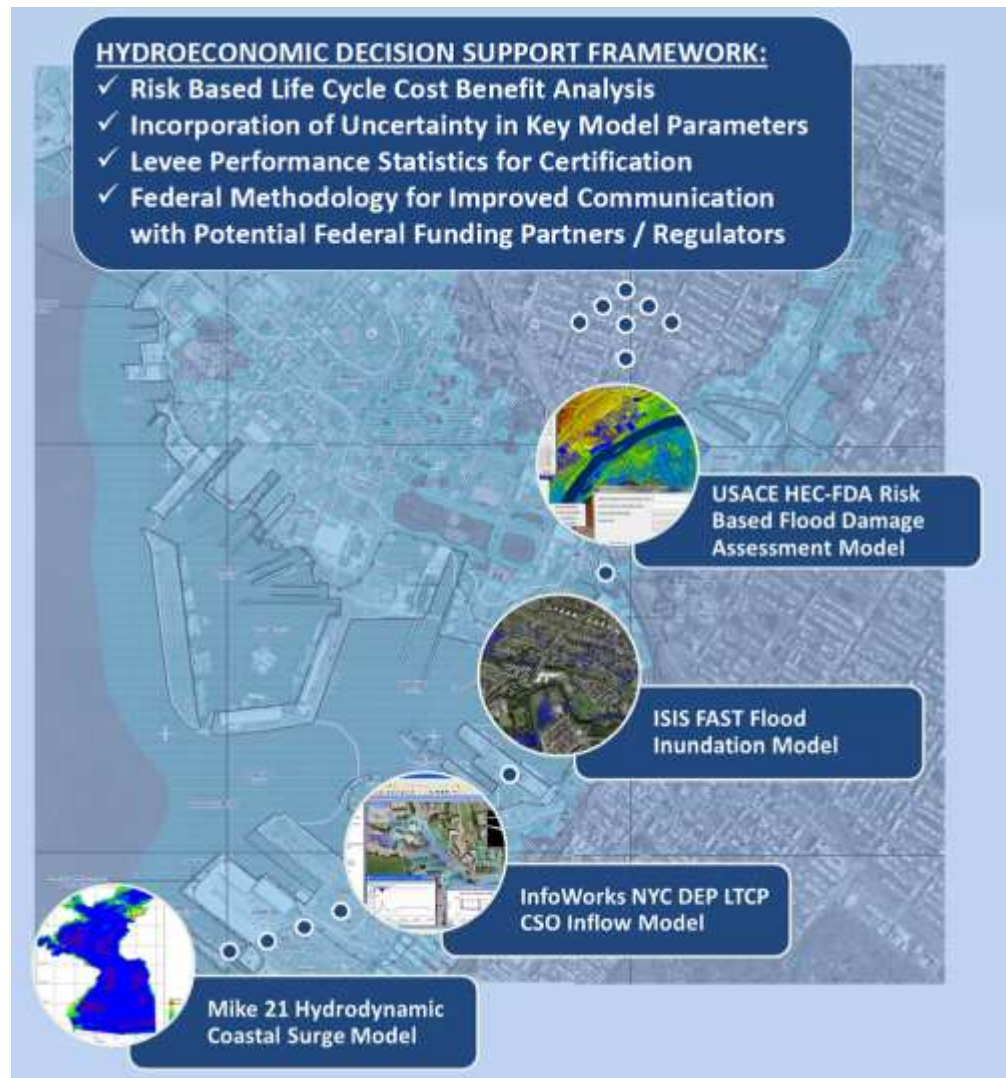 HYDROECONOMIC DECISION SUPPORT FRAMEWORK:
✓ Risk Based Life Cycle Cost Benefit Analysis
✓ Incorporation of Uncertainty in Key Model Parameters
✓ Levee Performance Statistics for Certification
✓ Federal Methodology for Improved Communication
with Potential Federal Funding Partners / Regulators
USACE HEC-FDA Risk
Based Flood Damage
Assessment Model
ISIS FAST Flood
Inundation Model
InfoWorks NYC DEP LTCP
CSO Inflow Model
Mike 21 Hydrodynamic
Coastal Surge Model